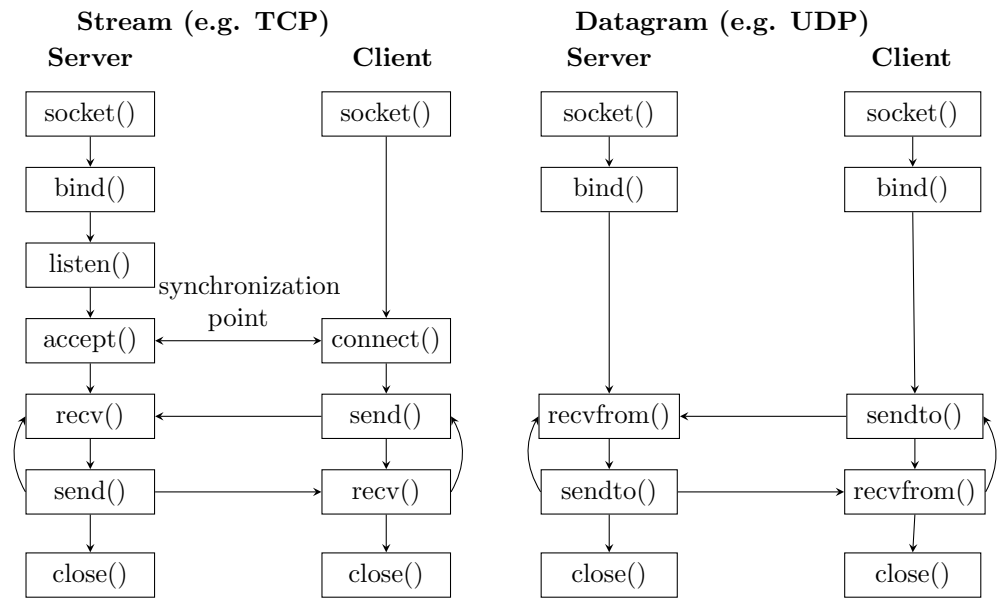 Stream (e.g. TCP)
Server
Client
socket()
socket()
bind()
listen()
synchronization
point
accept()
connect()
recv()
send()
send()
recv()
close()
close()
Datagram (e.g. UDP)
Server
Client
socket()
socket()
bind()
bind()
recvfrom()
sendto()
sendto()
recvfrom()
close()
close()